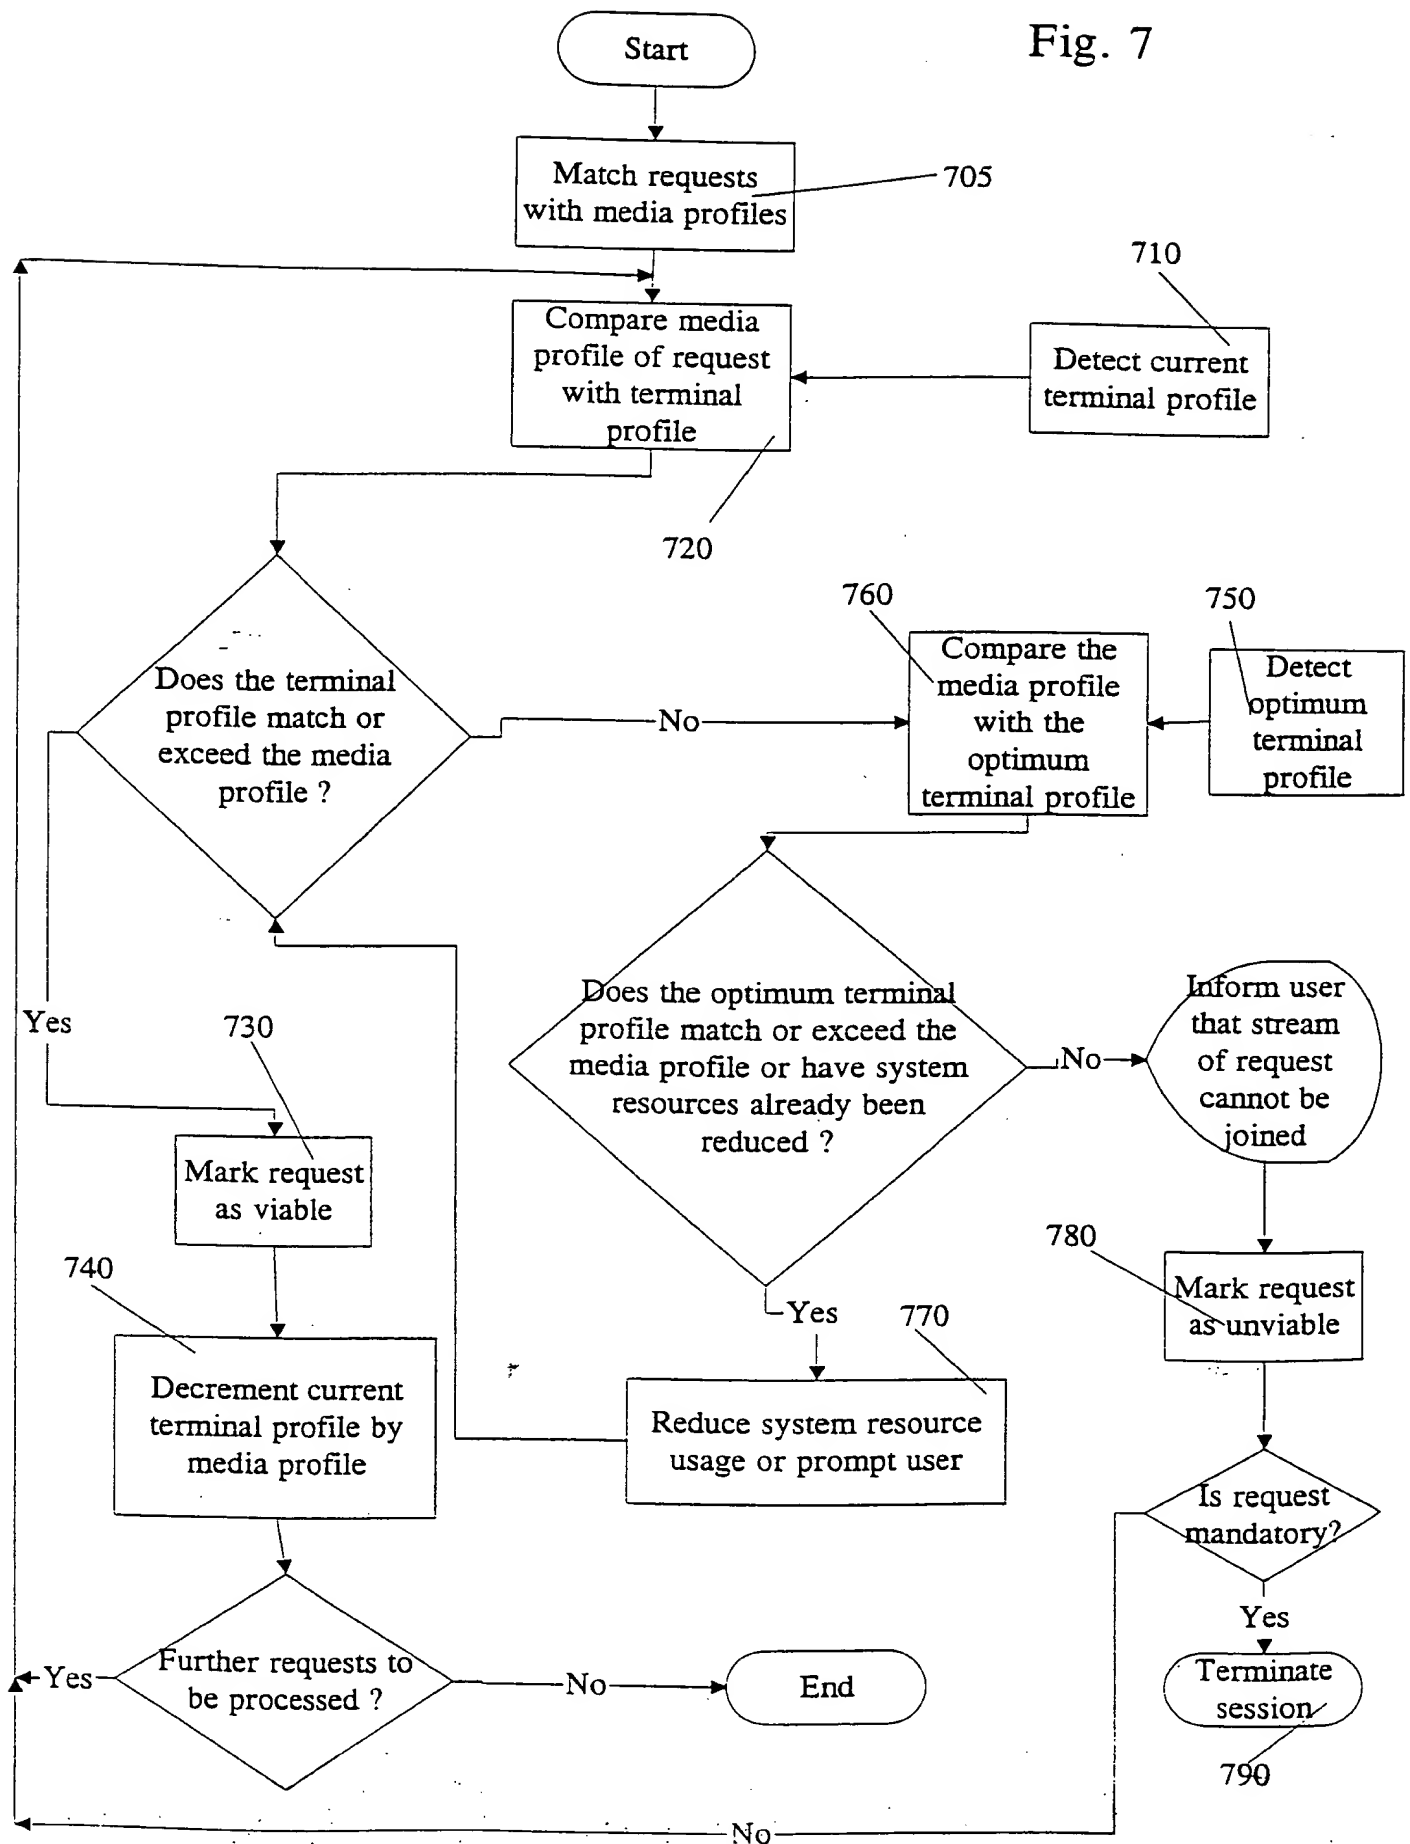 Start
Fig. 7
Match requests
with media profiles
705
710
Compare media
profile of request
with terminal
profile
Detect current
terminal profile
720
760
750
Does the terminal
profile match or
exceed the media
profile ?
No
Compare the
media profile
with the
optimum
terminal profile
Detect
optimum
terminal
profile
Yes
730
Does the optimum terminal
profile match or exceed the
media profile or have system
resources already been
reduced ?
No
Inform user
that stream
of request
cannot be
joined
Mark request
as viable
740
780
Mark request
as unviable
Yes
770
Decrement current
terminal profile by
media profile
Reduce system resource
usage or prompt user
Is request
mandatory?
Yes
Yes
Further requests to
be processed ?
No
End
Terminate
session
790
No